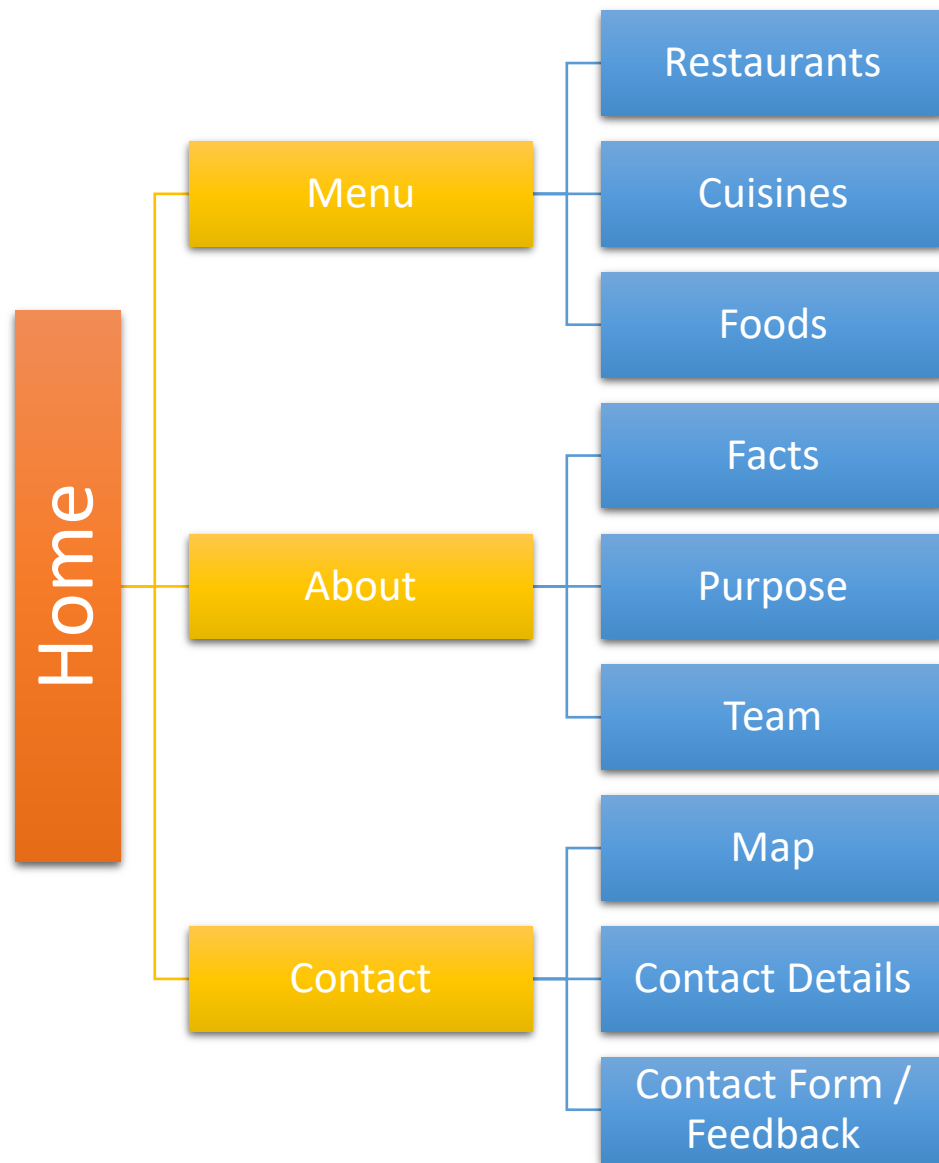 Home
Menu
Restaurants
Cuisines
Foods
About
Facts
Purpose
Team
Contact
Map
Contact Details
Contact Form /
Feedback